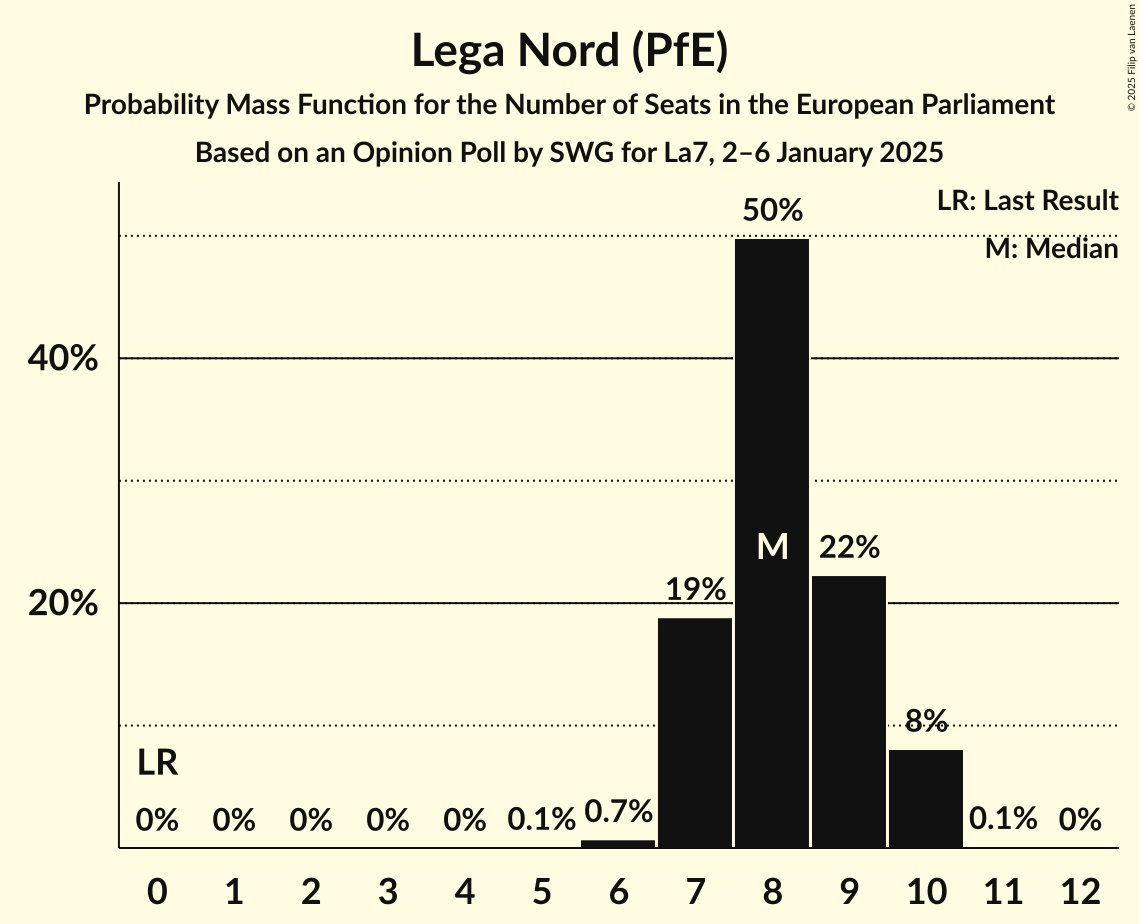 Lega Nord (PfE)
Probability Mass Function for the Number of Seats in the European Parliament
Based on an Opinion Poll by SWG for La7, 2–6 January 2025
© 2025 Filip van Laenen
LR: Last Result
M: Median
50%
40%
M
22%
19%
20%
8%
LR
0% 0% 0% 0% 0% 0.1% 0.7% 0.1% 0%
0 1 2 3 4 5 6 7 8 9 10 11 12